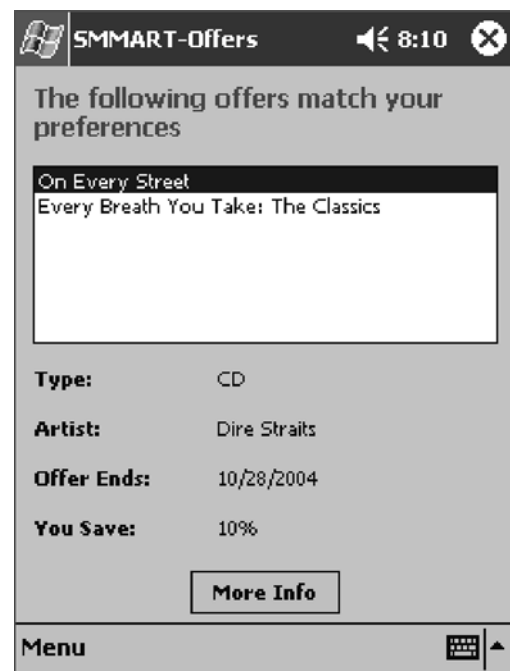 SMMART-Offers 8:10
The following offers match your
preferences
On Every Street
Every Breath You Take: The Classics
Type: CD
Artist: Dire Straits
Offer Ends: 10/28/2004
You Save: 10%
More Info
Menu